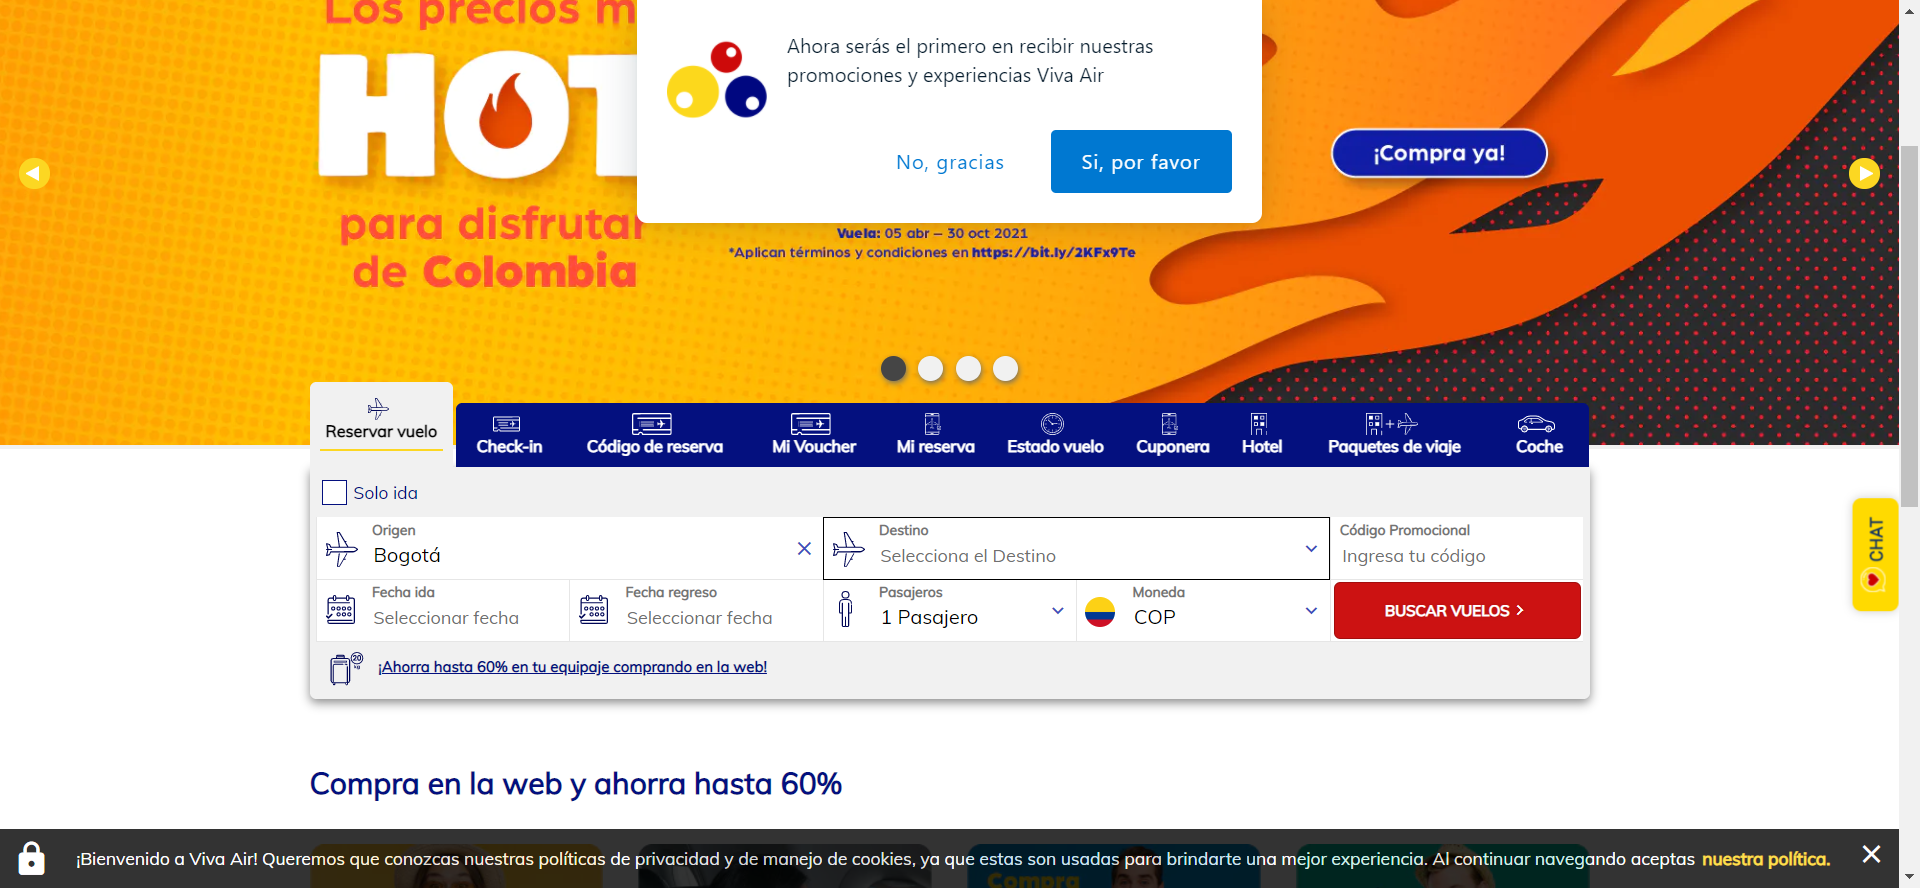 Los precios m
HOT
para disfrutar
de Colombia
Ahora serás el primero en recibir nuestras
promociones y experiencias Viva Air
No, gracias
Si, por favor
¡Compra ya!
Vuela: 05 abr – 30 oct 2021
*Aplican términos y condiciones en https://bit.ly/2KFx9Te
Reservar vuelo
Check-in
Código de reserva
Mi Voucher
Mi reserva
Estado vuelo
Cuponera
Hotel
Paquetes de viaje
Coche
Solo ida
Origen
Bogotá
Destino
Selecciona el Destino
Código Promocional
Ingresa tu código
Fecha ida
Seleccionar fecha
Fecha regreso
Seleccionar fecha
Pasajeros
1 Pasajero
Moneda
COP
BUSCAR VUELOS
20
kg
¡Ahorra hasta 60% en tu equipaje comprando en la web!
CHAT
Compra en la web y ahorra hasta 60%
¡Bienvenido a Viva Air! Queremos que conozcas nuestras políticas de privacidad y de manejo de cookies, ya que estas son usadas para brindarte una mejor experiencia. Al continuar navegando aceptas nuestra política.
Compra